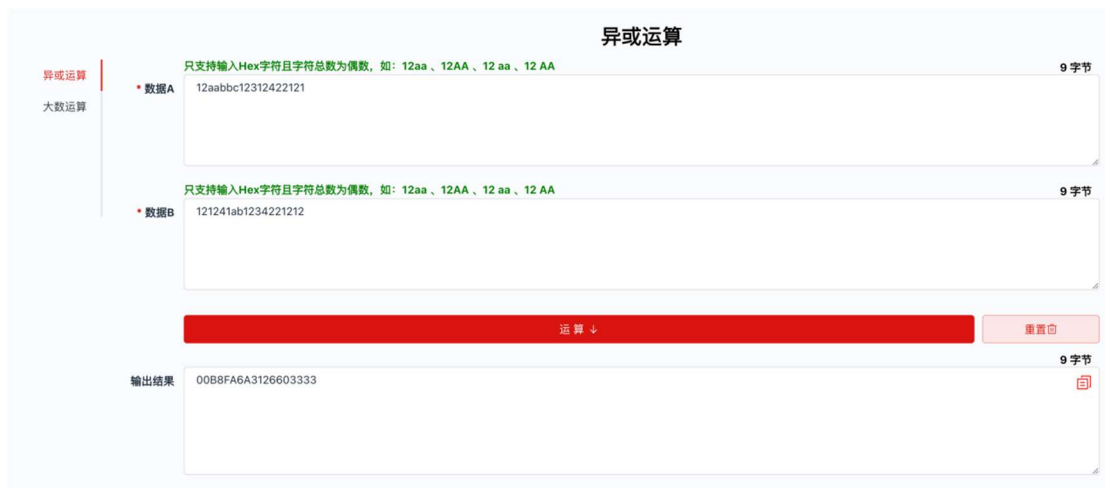 异或运算
异或运算
大数运算
只支持输入Hex字符且字符总数为偶数，如：12aa 、12AA 、12 aa 、12 AA
9 字节
* 数据A
12aabbc12312422121
只支持输入Hex字符且字符总数为偶数，如：12aa 、12AA 、12 aa 、12 AA
9 字节
* 数据B
121241ab1234221212
运 算 ↓
重置
9 字节
输出结果
00B8FA6A3126603333